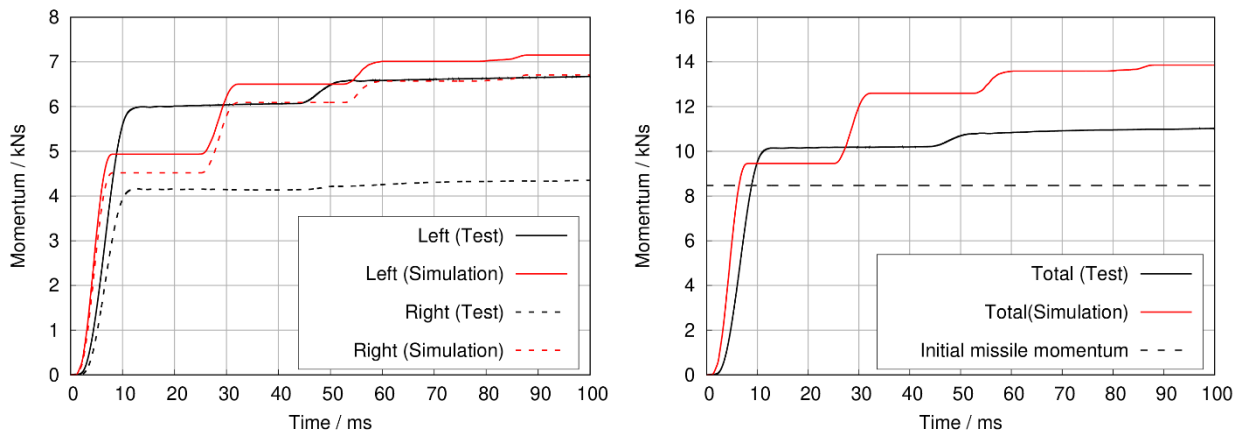 Momentum / kNs
8
7
6
5
4
3
2
1
0
Left (Test)
Left (Simulation)
Right (Test)
Right (Simulation)
0 10 20 30 40 50 60 70 80 90 100
Time / ms
Momentum / kNs
16
14
12
10
8
6
4
2
0
Total (Test)
Total(Simulation)
Initial missile momentum
0 10 20 30 40 50 60 70 80 90 100
Time / ms